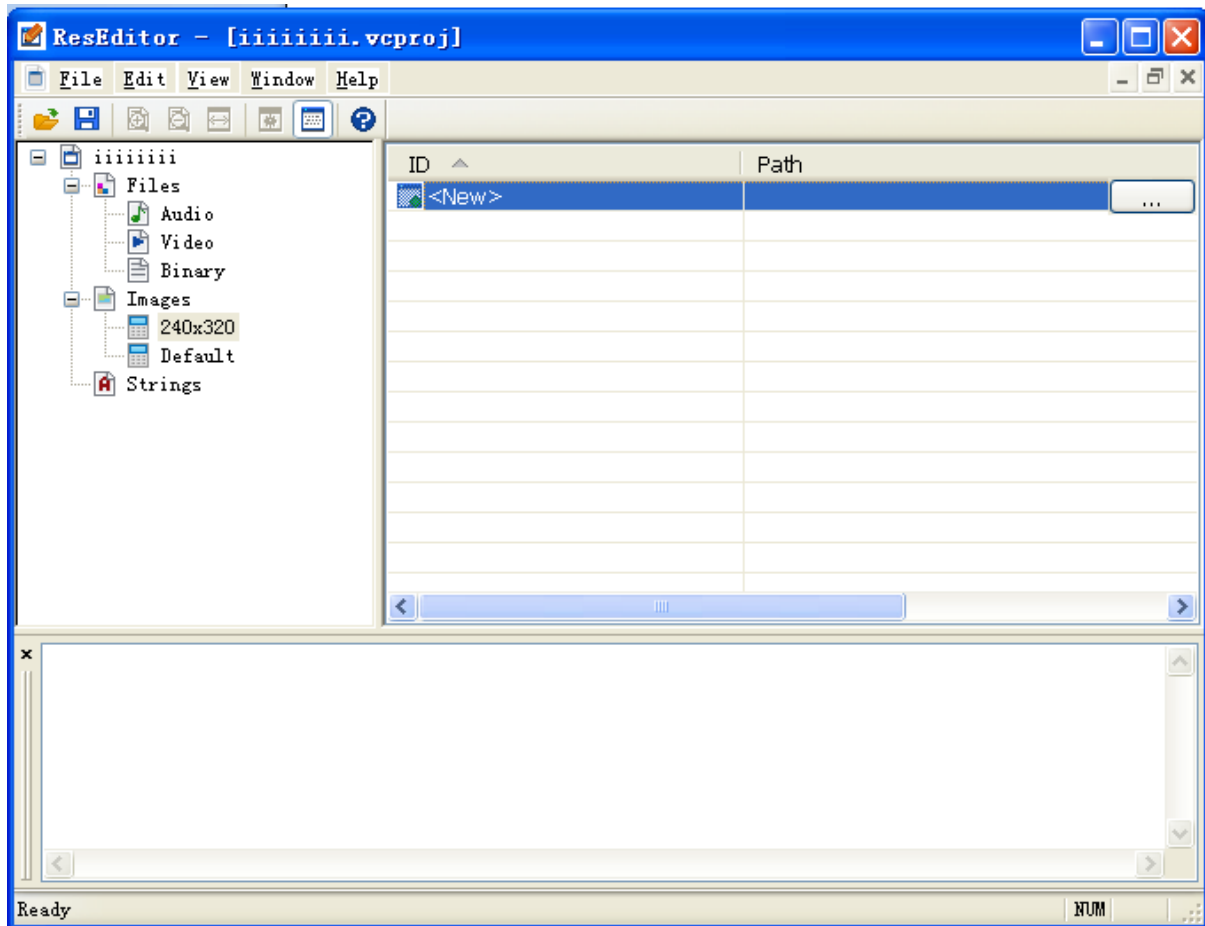 ResEditor - [iiiiiiii.vcproj]
File Edit View Window Help
iiiiiiii
Files
Audio
Video
Binary
Images
240x320
Default
Strings
ID Path
<New> ...
Ready NUM